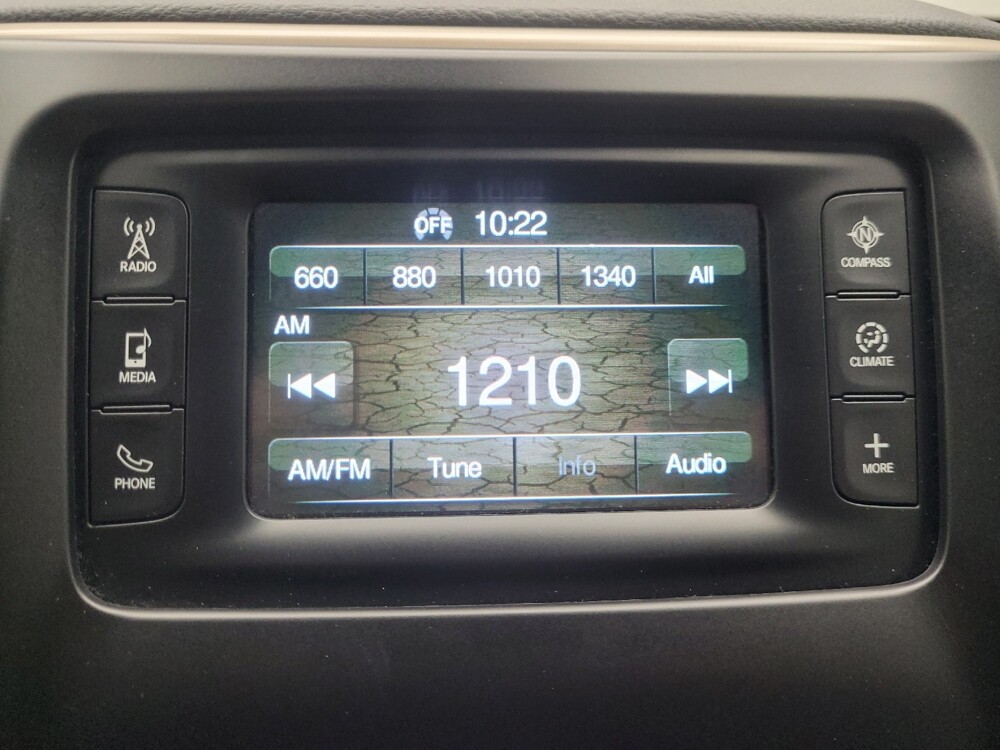 OFF 10:22
660 880 1010 1340 All
AM
1210
AM/FM Tune Info Audio
RADIO
MEDIA
PHONE
N
COMPASS
CLIMATE
MORE